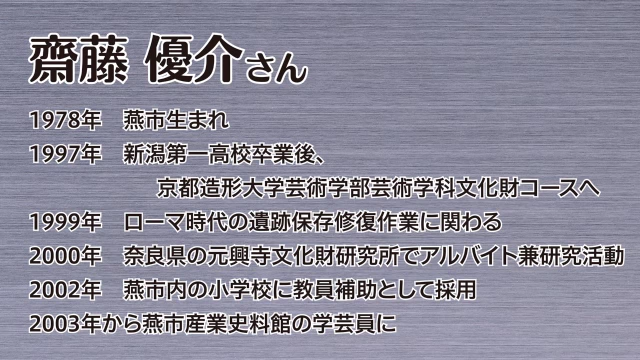 齋藤 優介さん
1978年　燕市生まれ
1997年　新潟第一高校卒業後、
京都造形大学芸術学部芸術学科文化財コースへ
1999年　ローマ時代の遺跡保存修復作業に関わる
2000年　奈良県の元興寺文化財研究所でアルバイト兼研究活動
2002年　燕市内の小学校に教員補助として採用
2003年から燕市産業史料館の学芸員に